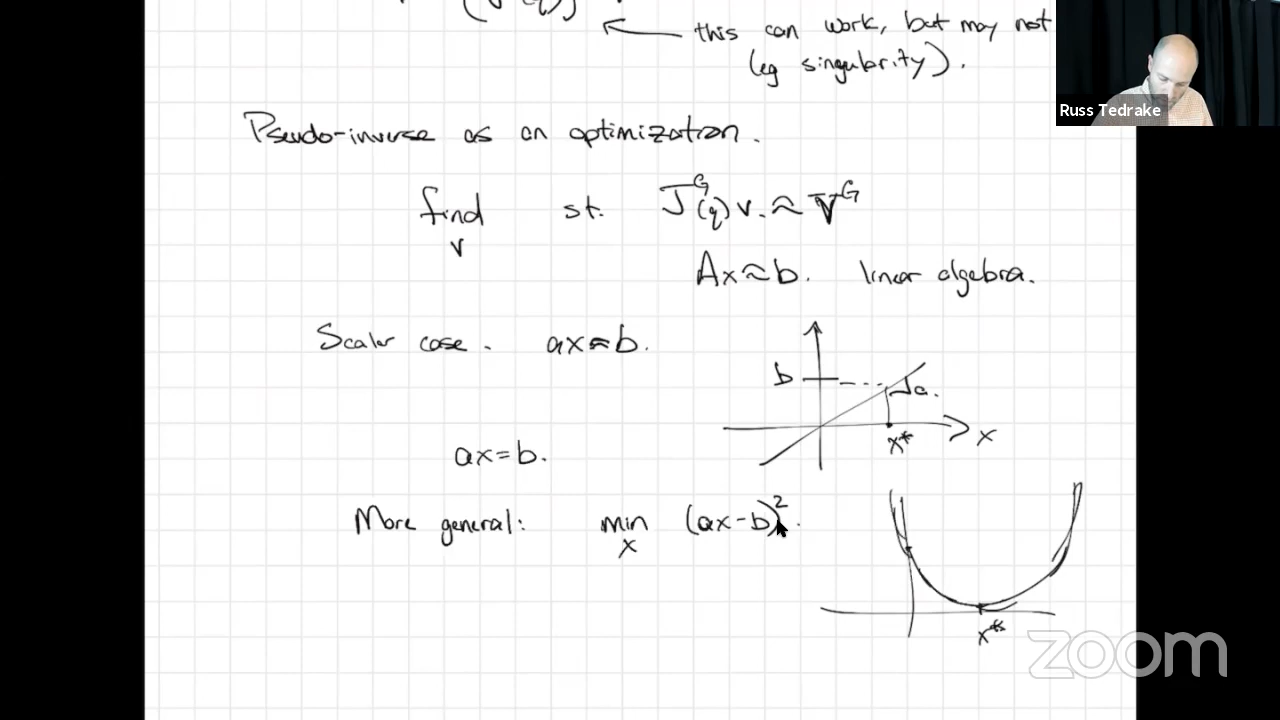 this can work, but may not
(eg singularity).
Russ Tedrake
Pseudo-inverse as an optimization.
find st. J^G(q) v. ≈ V^G
v
Ax ≈ b. linear algebra.
Scalar case. ax ≈ b.
b
a.
x* x
ax = b.
More general: min (ax - b)^2.
x
x*
zoom